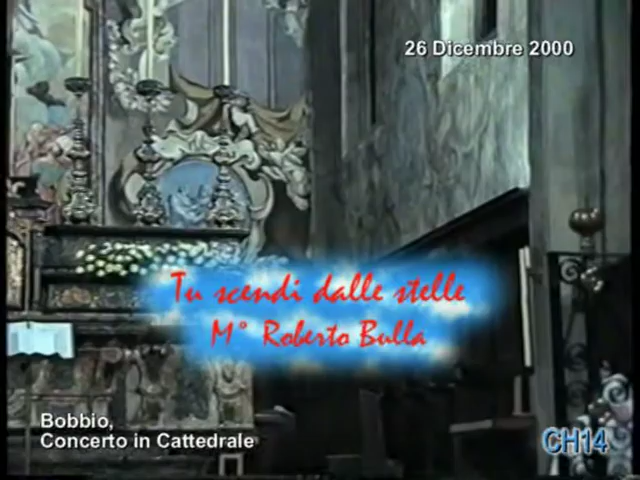 26 Dicembre 2000
Tu scendi dalle stelle
M° Roberto Bulla
Bobbio,
Concerto in Cattedrale
CH14